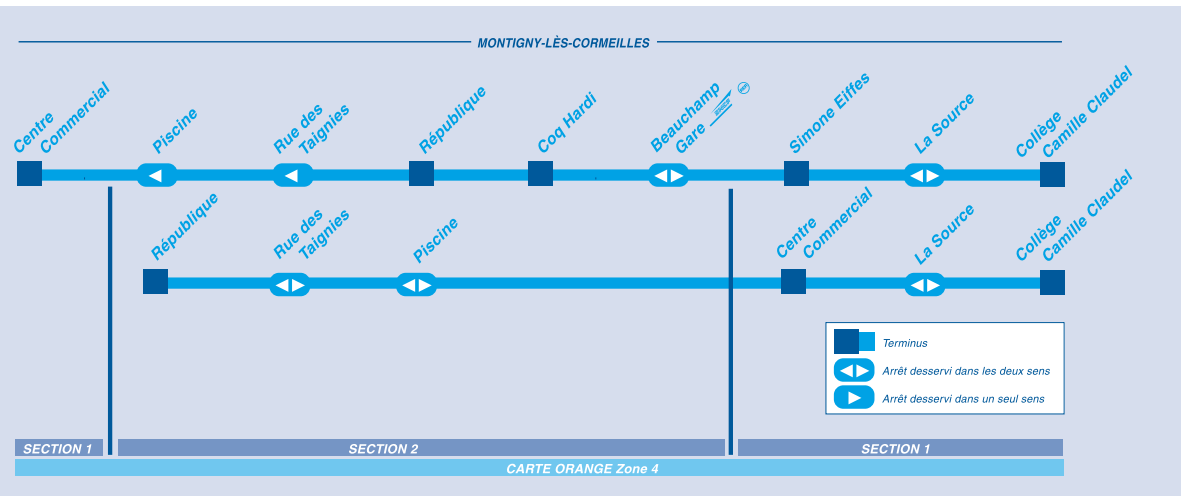 MONTIGNY-LÈS-CORMEILLES
Centre
Commercial
Piscine
Rue des
Taignies
République
Coq Hardi
Beauchamp
Gare
Simone Eiffes
La Source
Collège
Camille Claudel
République
Rue des
Taignies
Piscine
Centre
Commercial
La Source
Collège
Camille Claudel
Terminus
Arrêt desservi dans les deux sens
Arrêt desservi dans un seul sens
SECTION 1
SECTION 2
SECTION 1
CARTE ORANGE Zone 4